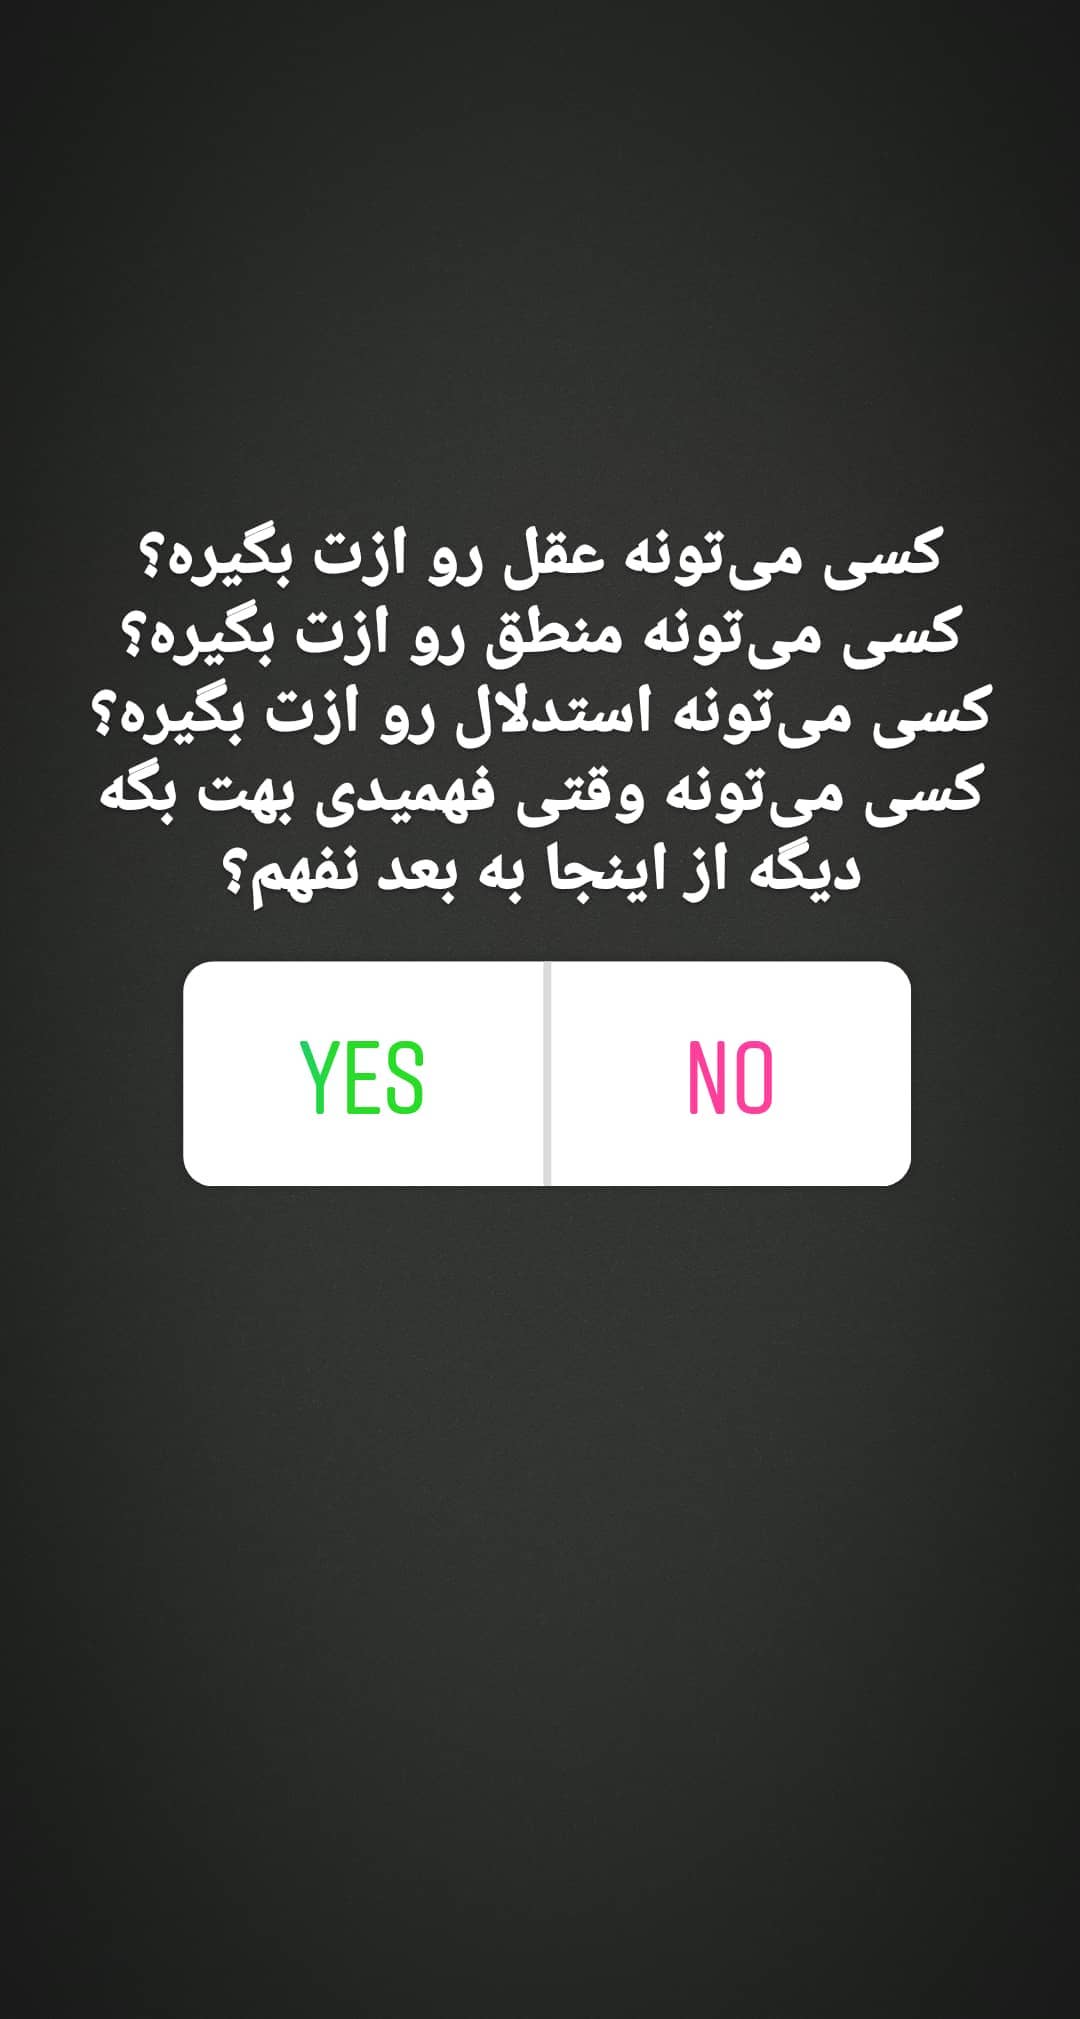 کسی می‌تونه عقل رو ازت بگیره؟
کسی می‌تونه منطق رو ازت بگیره؟
کسی می‌تونه استدلال رو ازت بگیره؟
کسی می‌تونه وقتی فهمیدی بهت بگه
دیگه از اینجا به بعد نفهم؟
YES NO